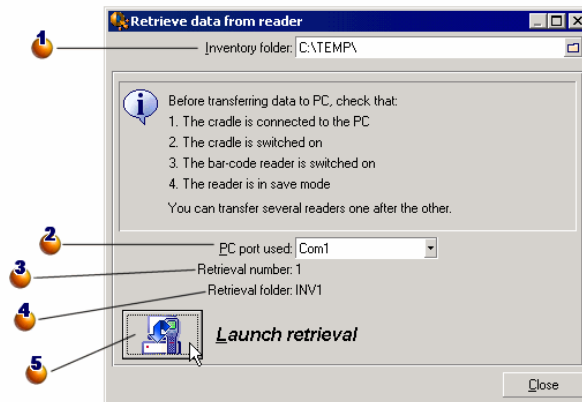 Retrieve data from reader
1
Inventory folder: C:\TEMP\
Before transferring data to PC, check that:
1. The cradle is connected to the PC
2. The cradle is switched on
3. The bar-code reader is switched on
4. The reader is in save mode
You can transfer several readers one after the other.
2
PC port used: Com1
3
Retrieval number: 1
Retrieval folder: INV1
4
Launch retrieval
5
Close